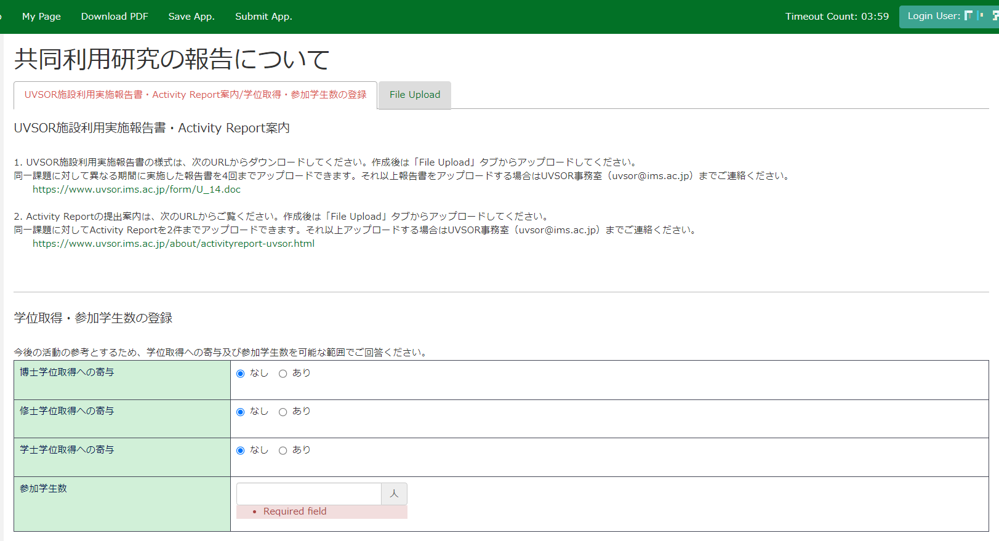 My Page Download PDF Save App. Submit App. Timeout Count: 03:59 Login User:
共同利用研究の報告について
UVSOR施設利用実施報告書・Activity Report案内/学位取得・参加学生数の登録 File Upload
UVSOR施設利用実施報告書・Activity Report案内
1. UVSOR施設利用実施報告書の様式は、次のURLからダウンロードしてください。作成後は「File Upload」タブからアップロードしてください。
同一課題に対して異なる期間に実施した報告書を4回までアップロードできます。それ以上報告書をアップロードする場合はUVSOR事務室（uvsor@ims.ac.jp）までご連絡ください。
https://www.uvsor.ims.ac.jp/form/U_14.doc
2. Activity Reportの提出案内は、次のURLからご覧ください。作成後は「File Upload」タブからアップロードしてください。
同一課題に対してActivity Reportを2件までアップロードできます。それ以上アップロードする場合はUVSOR事務室（uvsor@ims.ac.jp）までご連絡ください。
https://www.uvsor.ims.ac.jp/about/activityreport-uvsor.html
学位取得・参加学生数の登録
今後の活動の参考とするため、学位取得への寄与及び参加学生数を可能な範囲でご回答ください。
博士学位取得への寄与 なし あり
修士学位取得への寄与 なし あり
学士学位取得への寄与 なし あり
参加学生数 人
• Required field